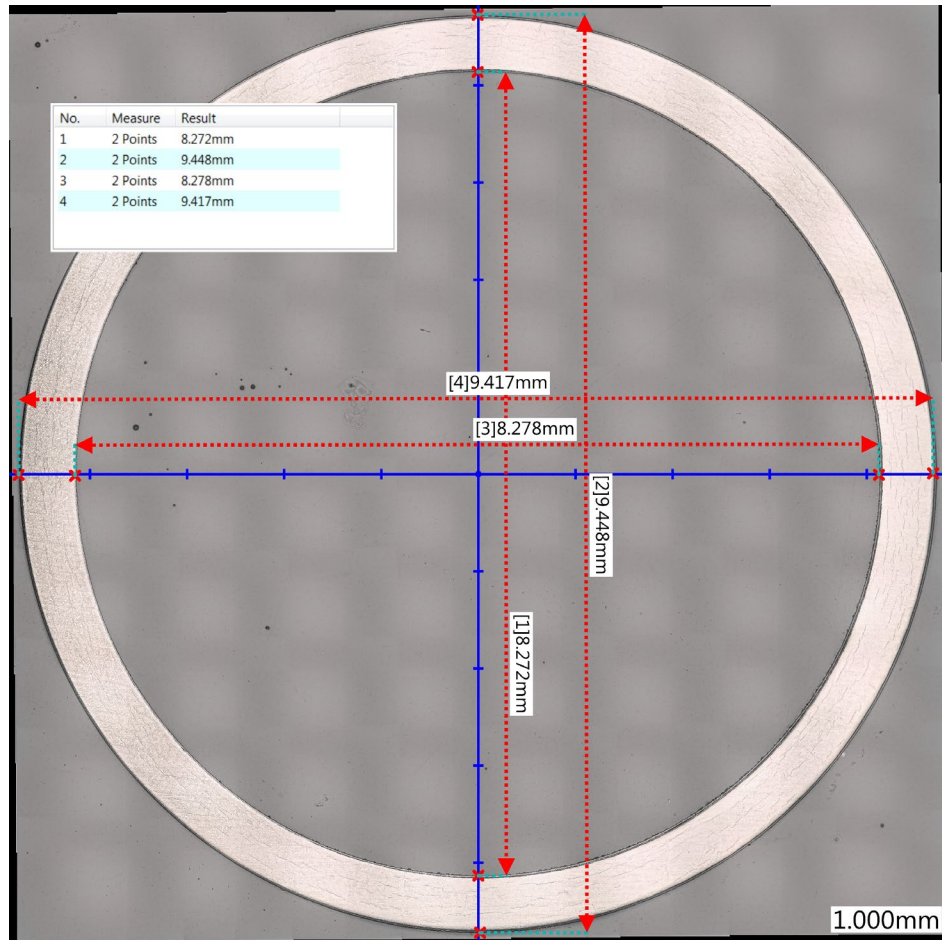 No. Measure Result
1 2 Points 8.272mm
2 2 Points 9.448mm
3 2 Points 8.278mm
4 2 Points 9.417mm
[4]9.417mm
[3]8.278mm
[2]9.448mm
[1]8.272mm
1.000mm